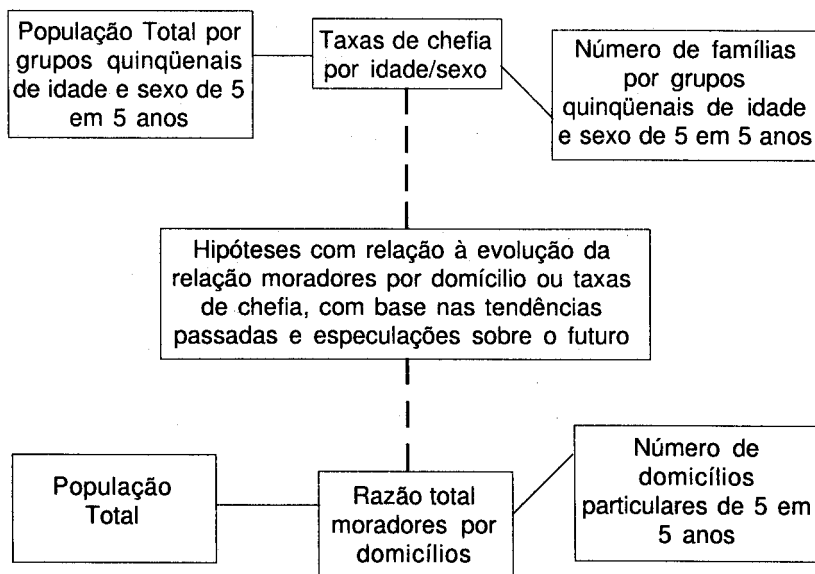 População Total por
grupos quinqüenais
de idade e sexo de 5
em 5 anos
Taxas de chefia
por idade/sexo
Número de famílias
por grupos
quinqüenais de idade
e sexo de 5 em 5 anos
Hipóteses com relação à evolução da
relação moradores por domícilio ou taxas
de chefia, com base nas tendências
passadas e especulações sobre o futuro
População
Total
Razão total
moradores por
domicílios
Número de
domicílios
particulares de 5 em
5 anos